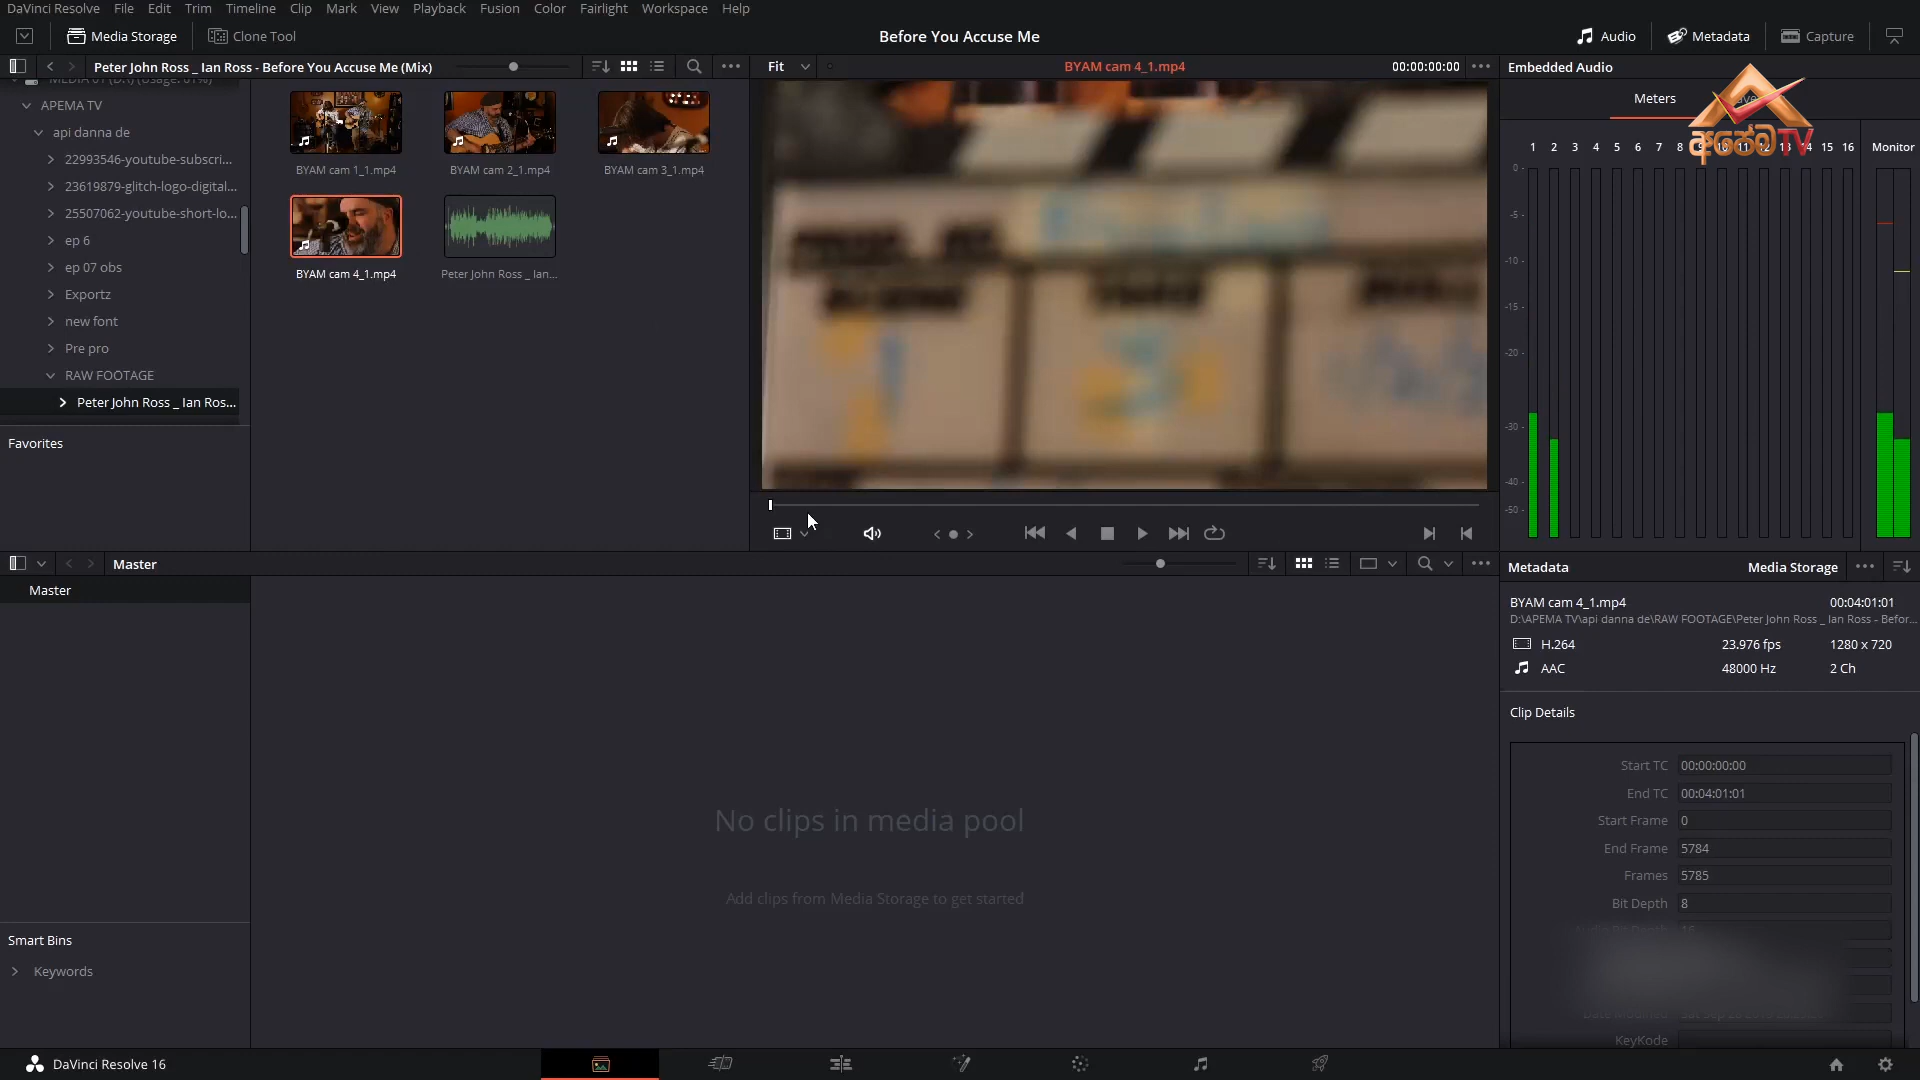 DaVinci Resolve File Edit Trim Timeline Clip Mark View Playback Fusion Color Fairlight Workspace Help
Media Storage Clone Tool Before You Accuse Me Audio Metadata Capture
Peter John Ross _ Ian Ross - Before You Accuse Me (Mix) Fit BYAM cam 4_1.mp4 00:00:00:00 Embedded Audio
APEMA TV
api danna de
22993546-youtube-subscri...
23619879-glitch-logo-digital...
25507062-youtube-short-lo...
ep 6
ep 07 obs
Exportz
new font
Pre pro
RAW FOOTAGE
Peter John Ross _ Ian Ros...
Favorites
BYAM cam 1_1.mp4 BYAM cam 2_1.mp4 BYAM cam 3_1.mp4
BYAM cam 4_1.mp4 Peter John Ross _ Ian...
Meters
අපේමTV
1 2 3 4 5 6 7 8 9 10 11 12 13 14 15 16 Monitor
0
-5
-10
-15
-20
-30
-40
-50
Master
Master
No clips in media pool
Add clips from Media Storage to get started
Smart Bins
Keywords
Metadata Media Storage
BYAM cam 4_1.mp4 00:04:01:01
D:\APEMA TV\api danna de\RAW FOOTAGE\Peter John Ross _ Ian Ross - Befor...
H.264 23.976 fps 1280 x 720
AAC 48000 Hz 2 Ch
Clip Details
Start TC 00:00:00:00
End TC 00:04:01:01
Start Frame 0
End Frame 5784
Frames 5785
Bit Depth 8
KeyKode
DaVinci Resolve 16